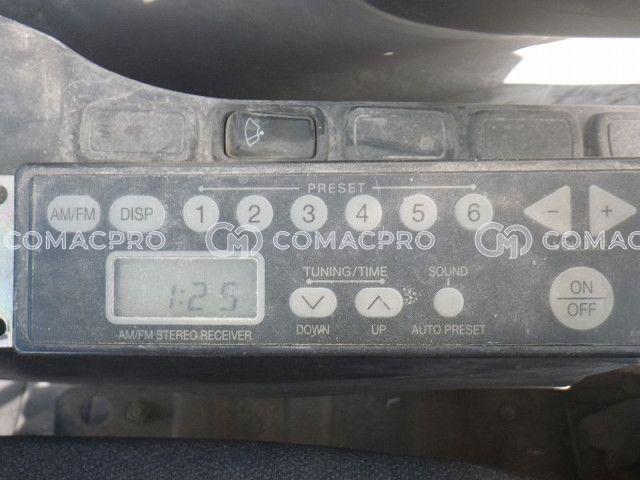 PRESET
AM/FM DISP 1 2 3 4 5 6 - +
COMACPRO COMACPRO COMACPRO
1:25
TUNING/TIME SOUND
ON
OFF
DOWN UP AUTO PRESET
AM/FM STEREO RECEIVER